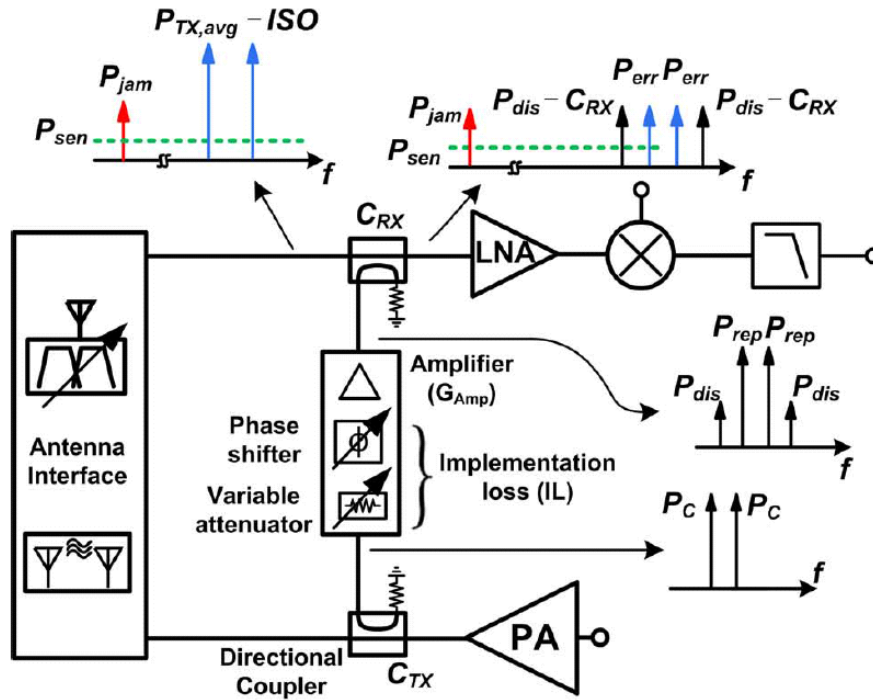 P_TX,avg - ISO
P_jam
P_sen
f
P_err P_err
P_jam P_dis - C_RX P_dis - C_RX
P_sen
f
C_RX
LNA
Amplifier
(G_Amp)
P_rep P_rep
P_dis P_dis
f
Phase
shifter
Implementation
loss (IL)
Variable
attenuator
Antenna
Interface
P_C P_C
f
PA
Directional
Coupler
C_TX